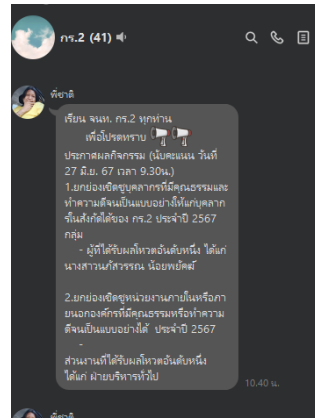 กร.2 (41)
พี่ชาติ
เรียน จนท. กร.2 ทุกท่าน
เพื่อโปรดทราบ
ประกาศผลกิจกรรม (นับคะแนน วันที่
27 มิ.ย. 67 เวลา 9.30น.)
1.ยกย่องเชิดชูบุคลากรที่มีคุณธรรมและ
ทำความดีจนเป็นแบบอย่างให้แก่บุคลาก
รในสังกัดได้ของ กร.2 ประจำปี 2567
กลุ่ม
- ผู้ที่ได้รับผลโหวตอันดับหนึ่ง ได้แก่
นางสาวนภัสวรรณ น้อยพยัคฆ์
2.ยกย่องเชิดชูหน่วยงานภายในหรือภา
ยนอกองค์กรที่มีคุณธรรมหรือทำความ
ดีจนเป็นแบบอย่างได้ ประจำปี 2567
-
ส่วนงานที่ได้รับผลโหวตอันดับหนึ่ง
ได้แก่ ฝ่ายบริหารทั่วไป
10.40 น.
พี่ชาติ